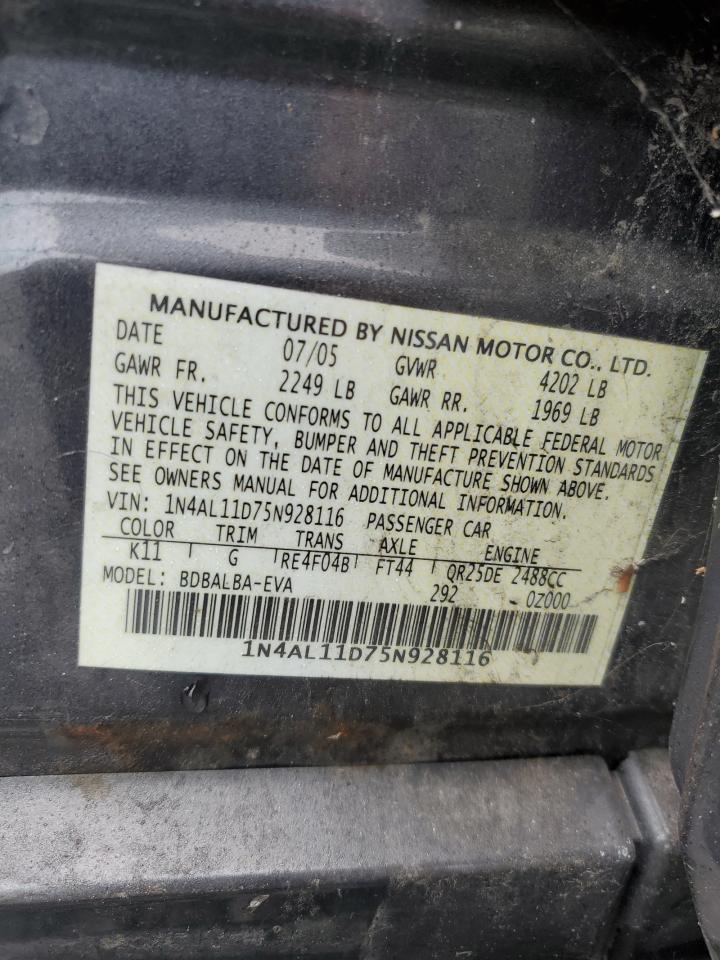 MANUFACTURED BY NISSAN MOTOR CO., LTD.
DATE 07/05 GVWR 4202 LB
GAWR FR. 2249 LB GAWR RR. 1969 LB
THIS VEHICLE CONFORMS TO ALL APPLICABLE FEDERAL MOTOR
VEHICLE SAFETY, BUMPER AND THEFT PREVENTION STANDARDS
IN EFFECT ON THE DATE OF MANUFACTURE SHOWN ABOVE.
SEE OWNERS MANUAL FOR ADDITIONAL INFORMATION.
VIN: 1N4AL11D75N928116 PASSENGER CAR
COLOR TRIM TRANS AXLE ENGINE
K11 G RE4F04B FT44 QR25DE 2488CC
MODEL: BDBALBA-EVA 292 0Z000
1N4AL11D75N928116